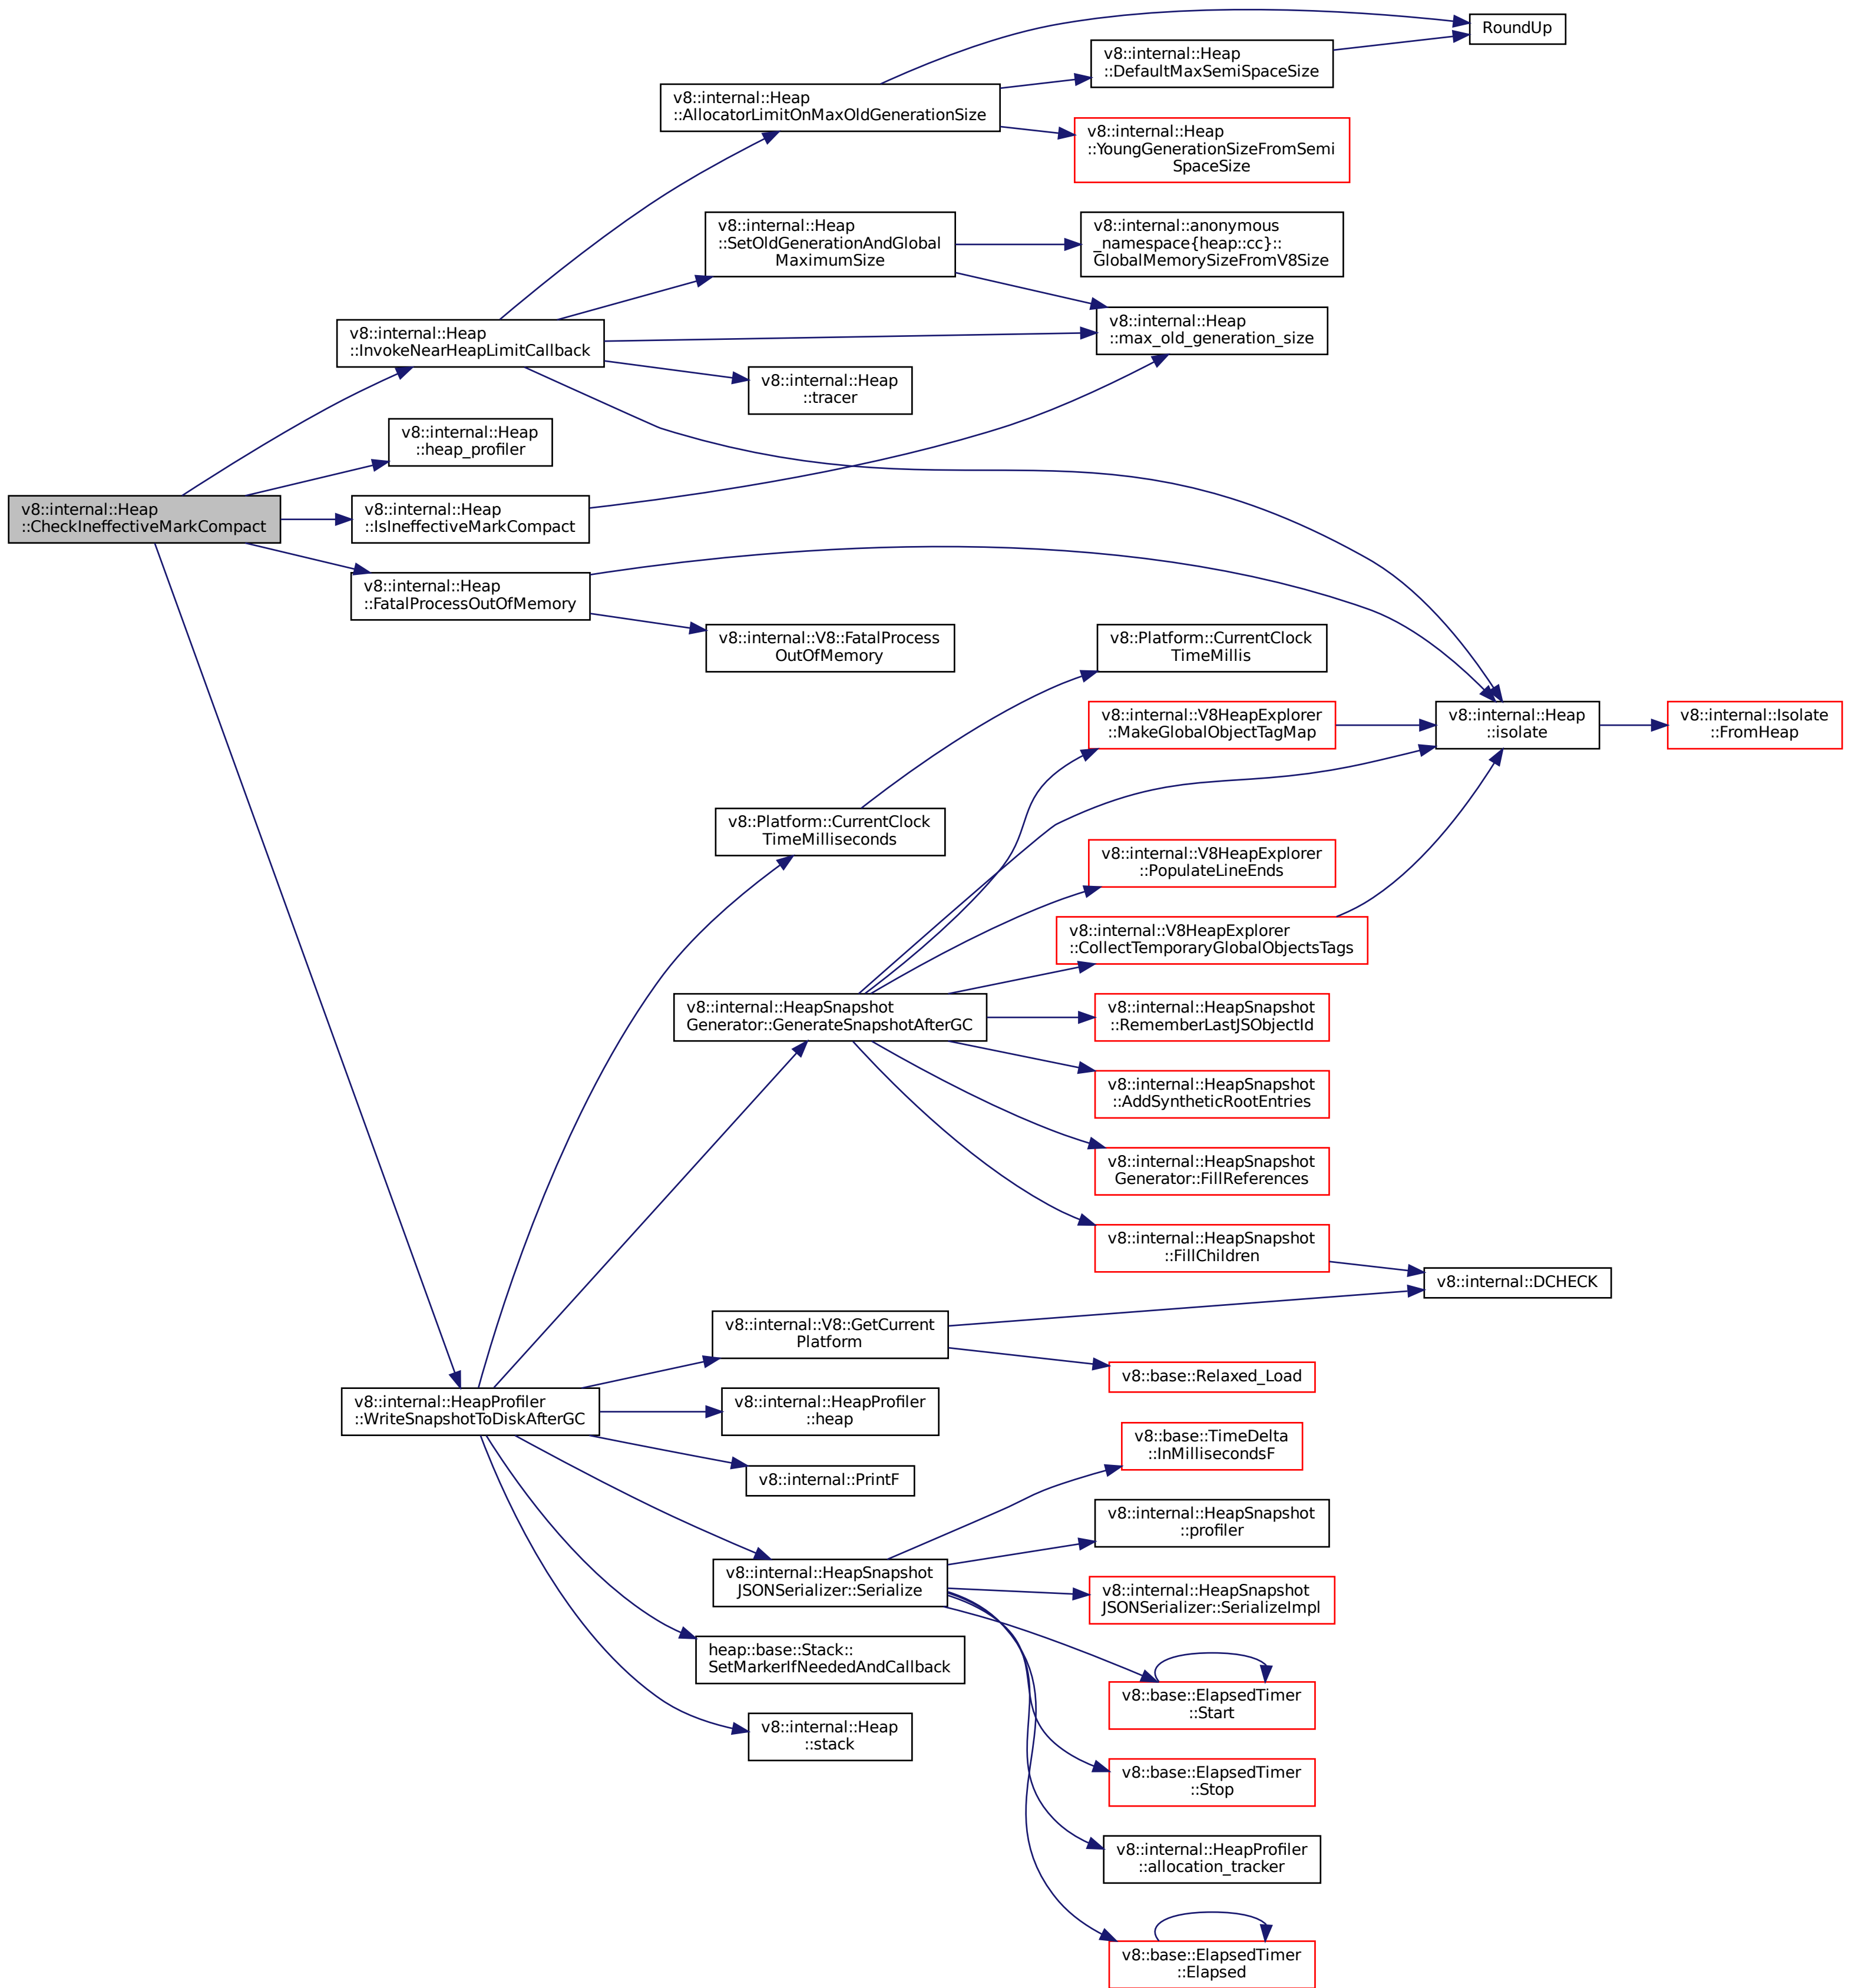 v8::internal::Heap
::CheckIneffectiveMarkCompact
v8::internal::Heap
::InvokeNearHeapLimitCallback
v8::internal::Heap
::heap_profiler
v8::internal::Heap
::IsIneffectiveMarkCompact
v8::internal::Heap
::FatalProcessOutOfMemory
v8::internal::HeapProfiler
::WriteSnapshotToDiskAfterGC
v8::internal::Heap
::AllocatorLimitOnMaxOldGenerationSize
v8::internal::Heap
::SetOldGenerationAndGlobal
MaximumSize
v8::internal::Heap
::tracer
v8::internal::V8::FatalProcess
OutOfMemory
v8::Platform::CurrentClock
TimeMilliseconds
v8::internal::HeapSnapshot
Generator::GenerateSnapshotAfterGC
v8::internal::V8::GetCurrent
Platform
v8::internal::HeapProfiler
::heap
v8::internal::PrintF
v8::internal::HeapSnapshot
JSONSerializer::Serialize
heap::base::Stack::
SetMarkerIfNeededAndCallback
v8::internal::Heap
::stack
v8::internal::Heap
::DefaultMaxSemiSpaceSize
v8::internal::Heap
::YoungGenerationSizeFromSemi
SpaceSize
v8::internal::anonymous
_namespace{heap::cc}::
GlobalMemorySizeFromV8Size
v8::internal::Heap
::max_old_generation_size
v8::Platform::CurrentClock
TimeMillis
v8::internal::V8HeapExplorer
::MakeGlobalObjectTagMap
v8::internal::V8HeapExplorer
::PopulateLineEnds
v8::internal::V8HeapExplorer
::CollectTemporaryGlobalObjectsTags
v8::internal::HeapSnapshot
::RememberLastJSObjectId
v8::internal::HeapSnapshot
::AddSyntheticRootEntries
v8::internal::HeapSnapshot
Generator::FillReferences
v8::internal::HeapSnapshot
::FillChildren
v8::base::Relaxed_Load
v8::base::TimeDelta
::InMillisecondsF
v8::internal::HeapSnapshot
::profiler
v8::internal::HeapSnapshot
JSONSerializer::SerializeImpl
v8::base::ElapsedTimer
::Start
v8::base::ElapsedTimer
::Stop
v8::internal::HeapProfiler
::allocation_tracker
v8::base::ElapsedTimer
::Elapsed
RoundUp
v8::internal::Heap
::isolate
v8::internal::DCHECK
v8::internal::Isolate
::FromHeap